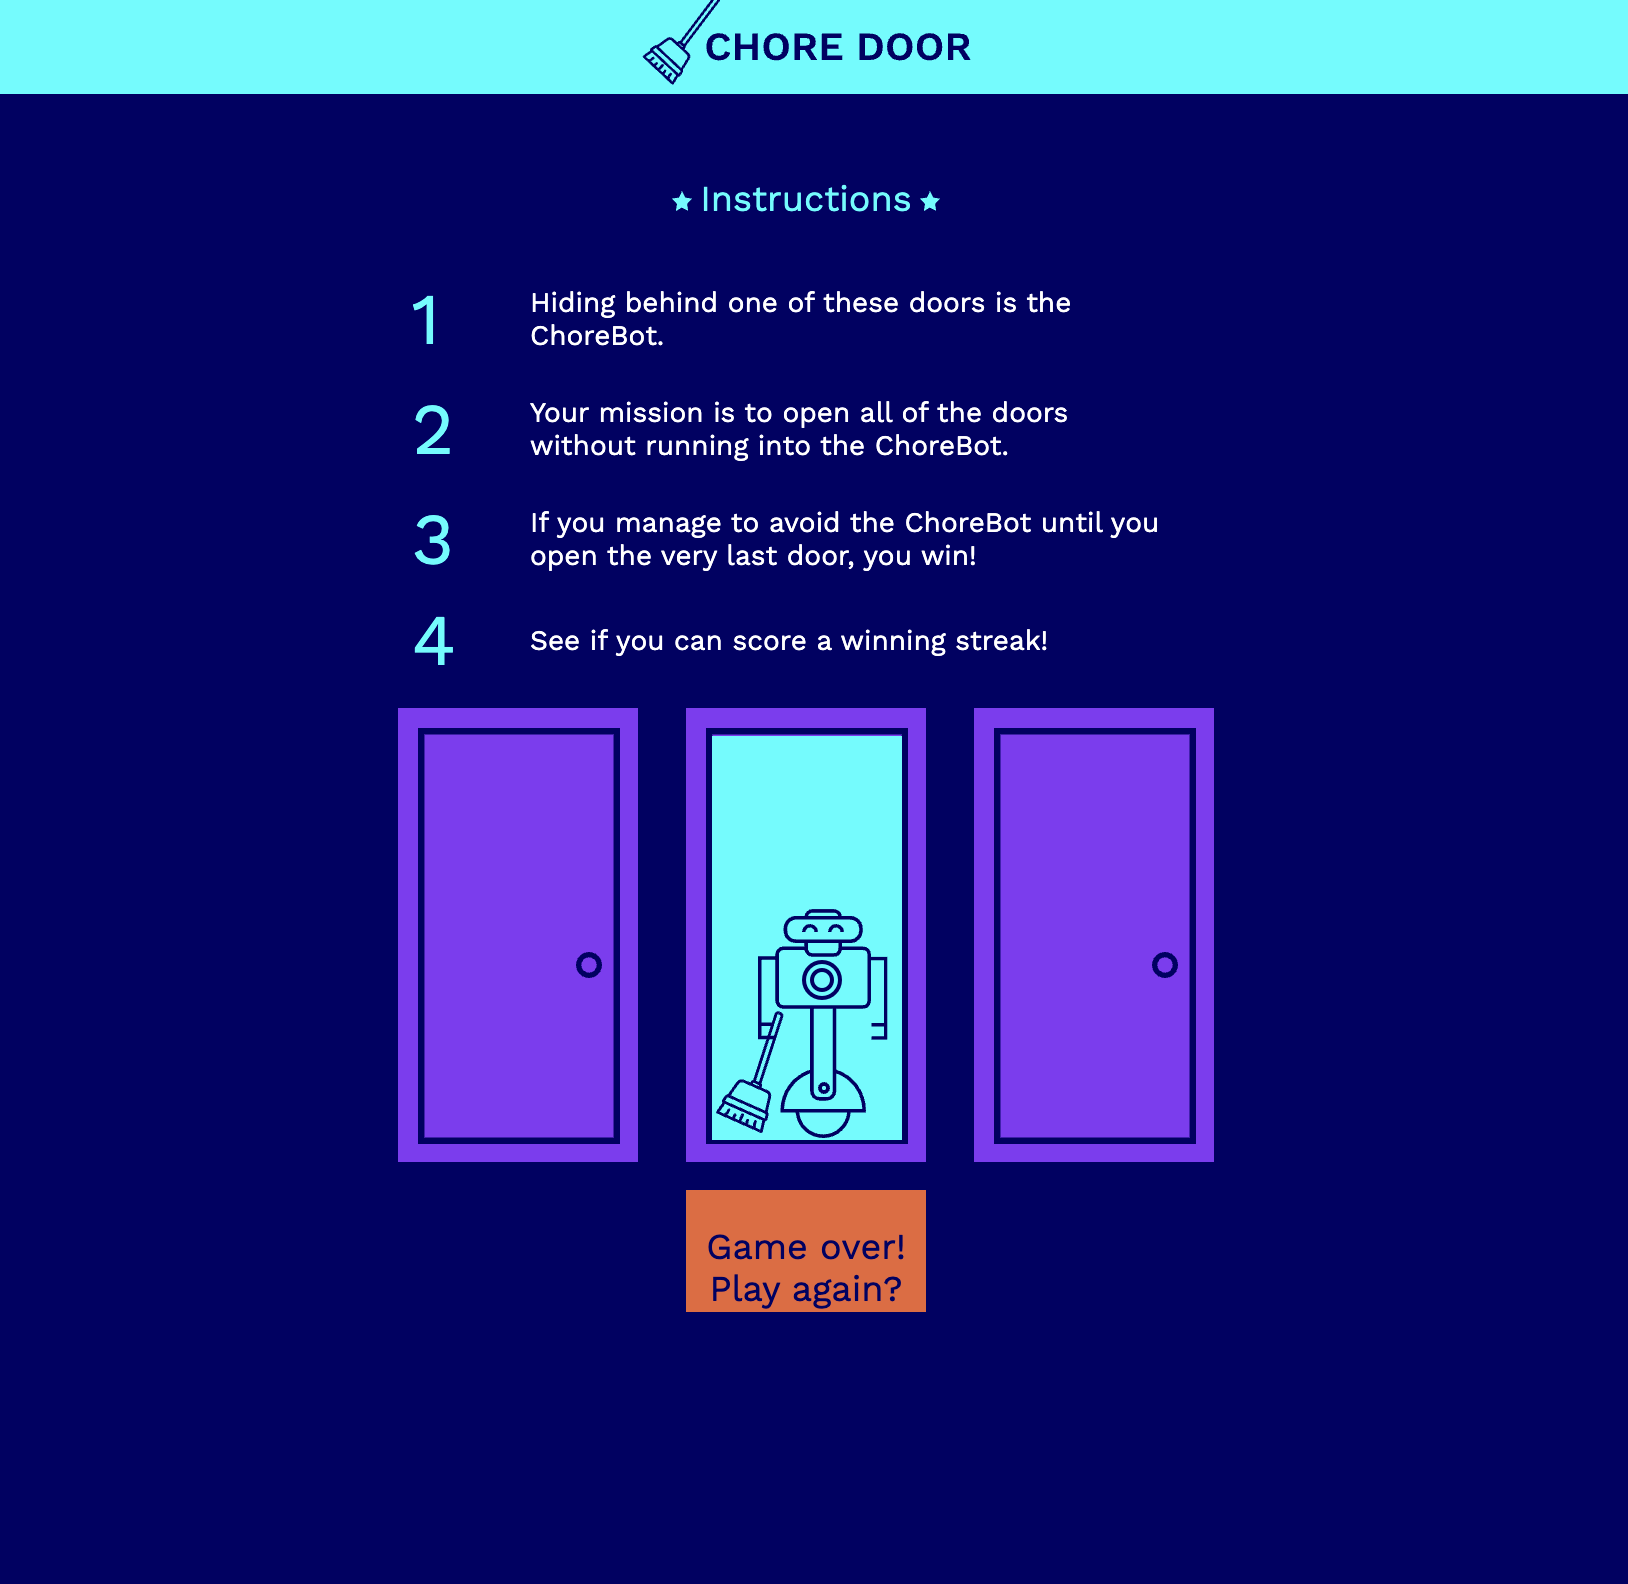 CHORE DOOR
Instructions
1
Hiding behind one of these doors is the
ChoreBot.
2
Your mission is to open all of the doors
without running into the ChoreBot.
3
If you manage to avoid the ChoreBot until you
open the very last door, you win!
4
See if you can score a winning streak!
Game over!
Play again?